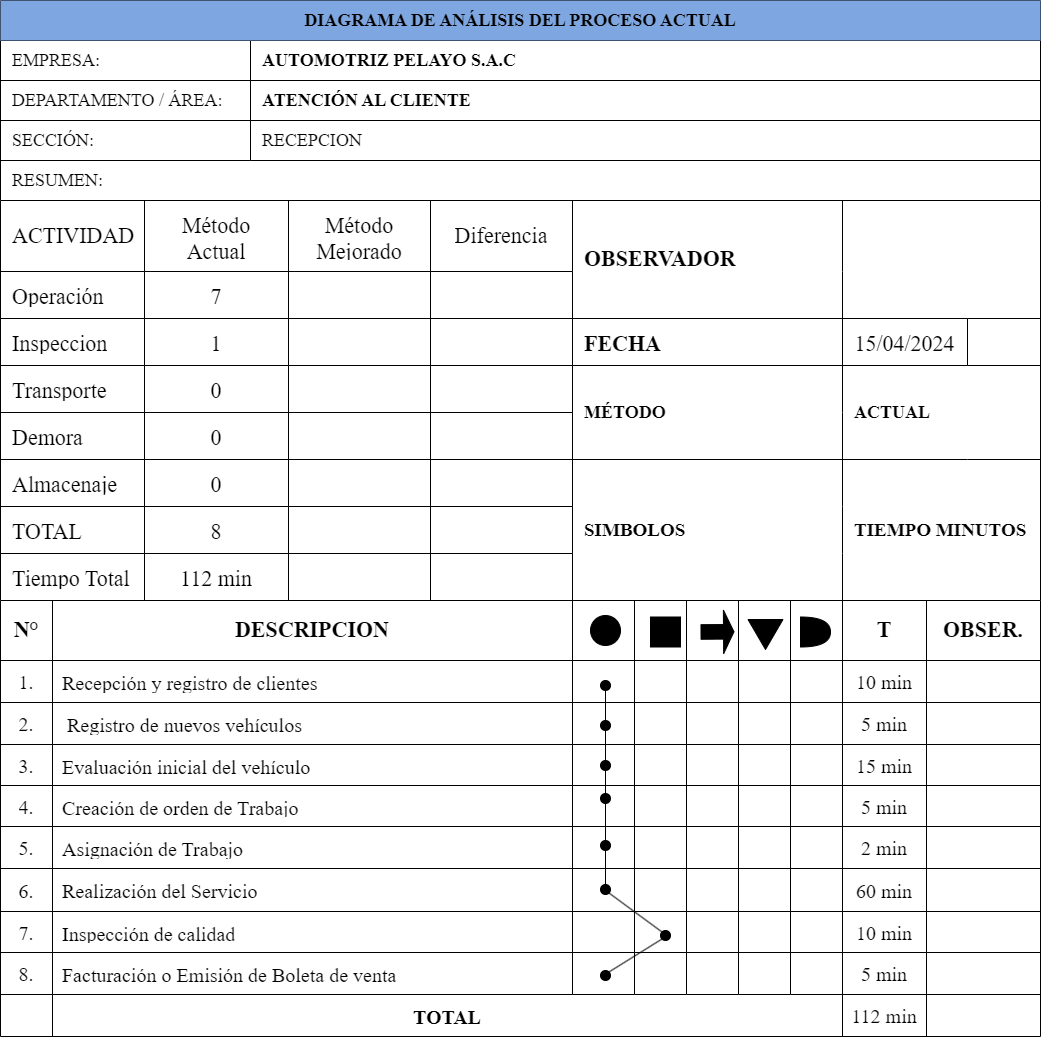 DIAGRAMA DE ANÁLISIS DEL PROCESO ACTUAL
EMPRESA: AUTOMOTRIZ PELAYO S.A.C
DEPARTAMENTO / ÁREA: ATENCIÓN AL CLIENTE
SECCIÓN: RECEPCION
RESUMEN:
ACTIVIDAD Método Actual Método Mejorado Diferencia OBSERVADOR
Operación 7
Inspeccion 1 FECHA 15/04/2024
Transporte 0 MÉTODO ACTUAL
Demora 0
Almacenaje 0 SIMBOLOS TIEMPO MINUTOS
TOTAL 8
Tiempo Total 112 min
N° DESCRIPCION T OBSER.
1. Recepción y registro de clientes 10 min
2. Registro de nuevos vehículos 5 min
3. Evaluación inicial del vehículo 15 min
4. Creación de orden de Trabajo 5 min
5. Asignación de Trabajo 2 min
6. Realización del Servicio 60 min
7. Inspección de calidad 10 min
8. Facturación o Emisión de Boleta de venta 5 min
TOTAL 112 min